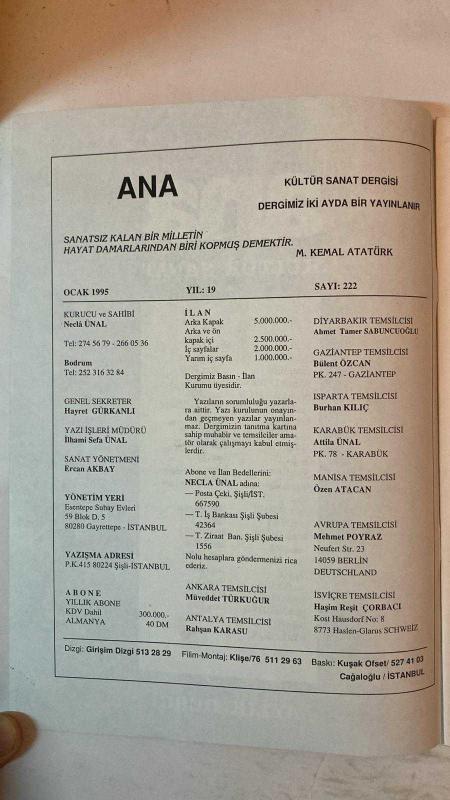 ANA
KÜLTÜR SANAT DERGİSİ
DERGİMİZ İKİ AYDA BİR YAYINLANIR
SANATSIZ KALAN BİR MİLLETİN
HAYAT DAMARLARINDAN BİRİ KOPMUŞ DEMEKTİR.
M. KEMAL ATATÜRK
OCAK 1995
YIL: 19
SAYI: 222
KURUCU ve SAHİBİ
Neclâ ÜNAL
Tel: 274 56 79 - 266 05 36
Bodrum
Tel: 252 316 32 84
GENEL SEKRETER
Hayret GÜRKANLI
YAZI İŞLERİ MÜDÜRÜ
İlhami Sefa ÜNAL
SANAT YÖNETMENİ
Ercan AKBAY
YÖNETİM YERİ
Esentepe Subay Evleri
59 Blok D. 5
80280 Gayrettepe - İSTANBUL
YAZIŞMA ADRESİ
P.K.415 80224 Şişli-İSTANBUL
A B O N E
YILLIK ABONE
KDV Dahil 300.000.-
ALMANYA 40 DM
İ L A N
Arka Kapak 5.000.000.-
Arka ve ön
kapak içi 2.500.000.-
İç sayfalar 2.000.000.-
Yarım iç sayfa 1.000.000.-
Dergimiz Basın - İlan
Kurumu üyesidir.
Yazıların sorumluluğu yazarla-
ra aittir. Yazı kurulunun onayın-
dan geçmeyen yazılar yayınlan-
maz. Dergimizin tanıtma kartına
sahip muhabir ve temsilciler ama-
tör olarak çalışmayı kabul etmiş-
lerdir.
Abone ve İlan Bedellerini:
NECLA ÜNAL adına:
— Posta Çeki. Şişli/İST.
667590
— T. İş Bankası Şişli Şubesi
42364
— T. Ziraat Ban. Şişli Şubesi
1556
Nolu hesaplara göndermenizi rica
ederiz.
ANKARA TEMSİLCİSİ
Müveddet TÜRKUĞUR
ANTALYA TEMSİLCİSİ
Rahşan KARASU
DİYARBAKIR TEMSİLCİSİ
Ahmet Tamer SABUNCUOĞLU
GAZİANTEP TEMSİLCİSİ
Bülent ÖZCAN
PK. 247 - GAZİANTEP
ISPARTA TEMSİLCİSİ
Burhan KILIÇ
KARABÜK TEMSİLCİSİ
Attila ÜNAL
PK. 78 - KARABÜK
MANİSA TEMSİLCİSİ
Özen ATACAN
AVRUPA TEMSİLCİSİ
Mehmet POYRAZ
Neufert Str. 23
14059 BERLİN
DEUTSCHLAND
İSVİÇRE TEMSİLCİSİ
Haşim Reşit ÇORBACI
Kost Hausdorf No: 8
8773 Haslen-Glarus SCHWEİZ
Dizgi: Girişim Dizgi 513 28 29 Filim-Montaj: Klişe/76 511 29 63 Baskı: Kuşak Ofset/ 527 41 03
Cağaloğlu / İSTANBUL